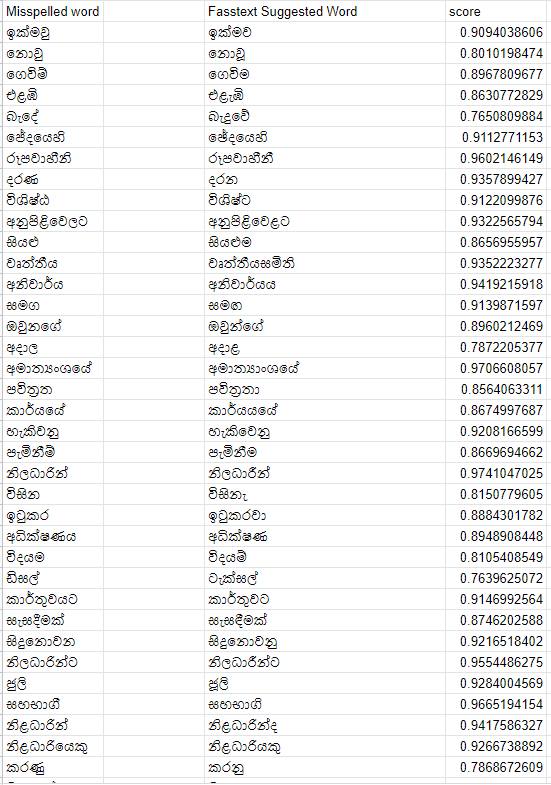 Misspelled word Fasstext Suggested Word score
ඉක්මවු ඉක්මව 0.9094038606
නොවු නොවූ 0.8010198474
ගෙවිම් ගෙවිම 0.8967809677
එළඹි එළැඹි 0.8630772829
බැදේ බැදුවේ 0.7650809884
ජේදයෙහි ඡේදයෙහි 0.9112771153
රූපවාහීනි රූපවාහීනී 0.9602146149
දරණ දරන 0.9357899427
විශිෂ්ඨ විශිෂ්ට 0.9122099876
අනුපිළිවෙලට අනුපිළිවෙළට 0.9322565794
සියළු සියළුම 0.8656955957
වෘත්තීය වෘත්තීයසමිති 0.9352223277
අනිවාර්ය අනිවාර්යය 0.9419215918
සමග සමඟ 0.9139871597
ඔවුනගේ ඔවුන්ගේ 0.8960212469
අදාල අදාළ 0.7872205377
අමාත්‍යංශයේ අමාත්‍යාංශයේ 0.9706608057
පවිත්‍රත පවිත්‍රතා 0.8564063311
කාර්යයේ කාර්යයයේ 0.8674997687
හැකිවනු හැකිවෙනු 0.9208166599
පැමිනීම් පැමිනීම 0.8669694662
නිලධාරින් නිලධාරීන් 0.9741047025
විසින විසිනැ 0.8150779605
ඉටුකර ඉටුකරවා 0.8884301782
අධික්ෂණය අධික්ෂණ 0.8948908448
විදයම විදයම් 0.8105408549
ඩිසල් ටැක්සල් 0.7639625072
කාර්තුවයට කාර්තුවට 0.9146992564
සැසදිමක් සැසඳීමක් 0.8746202588
සිදුනොවන සිදුනොවනු 0.9216518402
නිලධාරින්ට නිලධාරීන්ට 0.9554486275
ජුලි ජූලි 0.9284004569
සහභාගී සහභාගි 0.9665194154
නිළධාරින් නිළධාරින්ද 0.9417586327
නිළධාරියෙකු නිළධාරියකු 0.9266738892
කරණු කරනු 0.7868672609